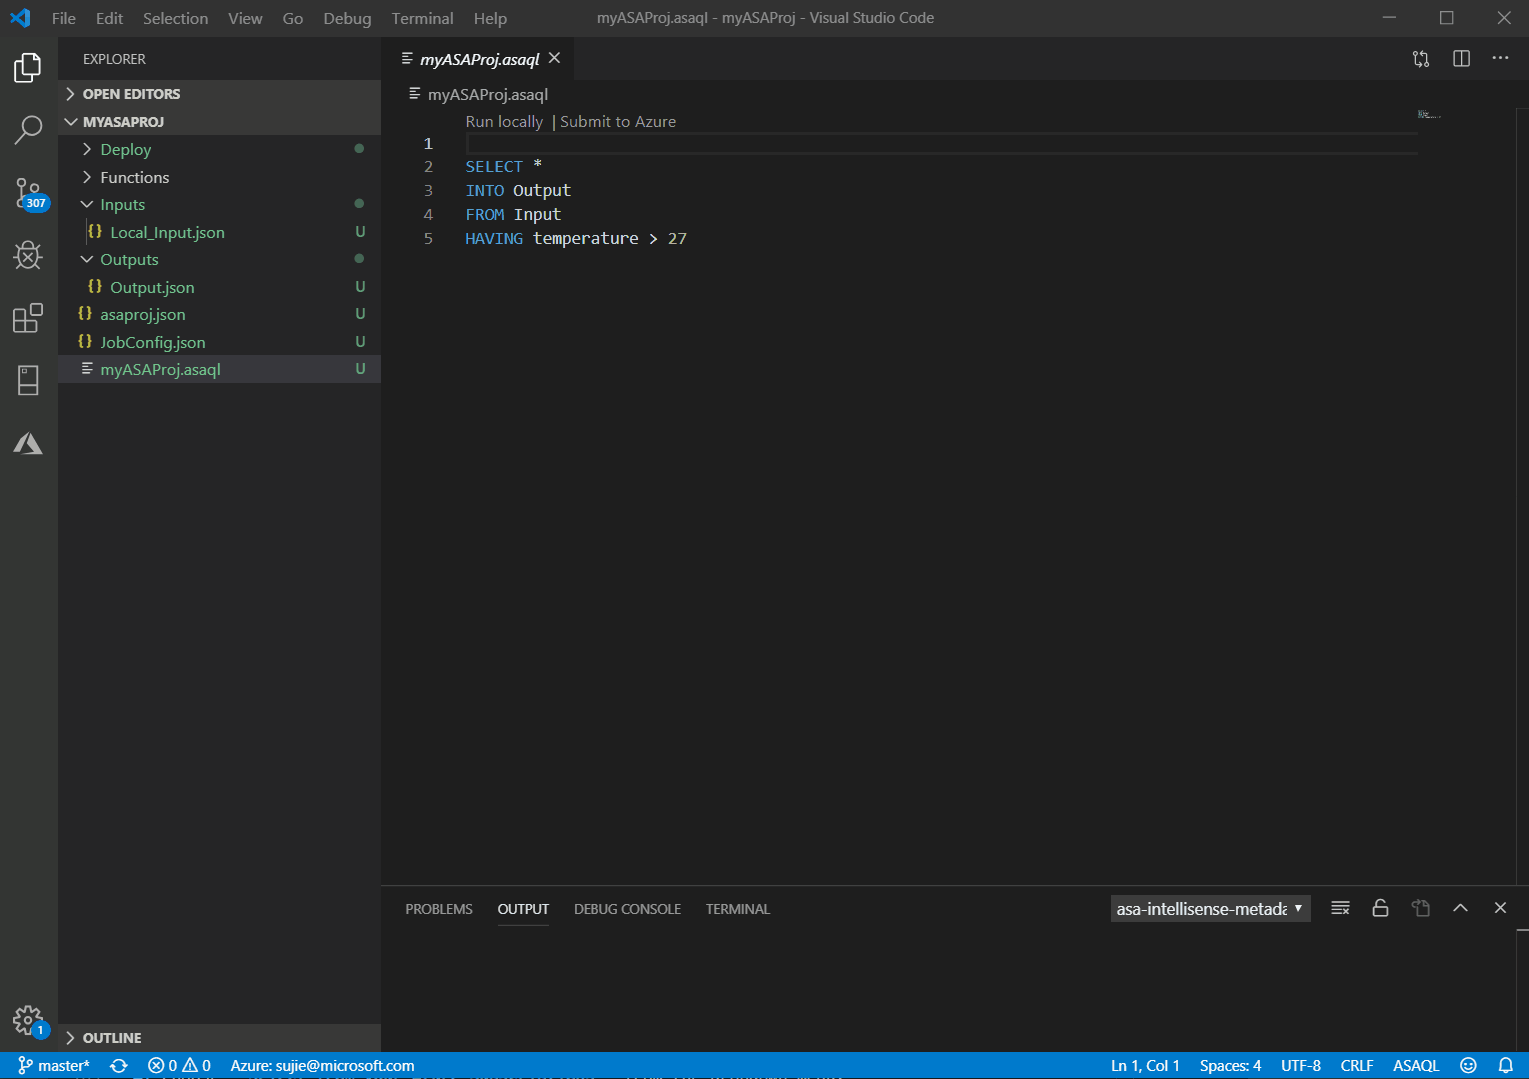 File Edit Selection View Go Debug Terminal Help
myASAProj.asaql - myASAProj - Visual Studio Code
EXPLORER
OPEN EDITORS
MYASAPROJ
Deploy
Functions
Inputs
Local_Input.json U
Outputs
Output.json U
asaproj.json U
JobConfig.json U
myASAProj.asaql U
OUTLINE
307
1
myASAProj.asaql
myASAProj.asaql
Run locally | Submit to Azure
1
2 SELECT *
3 INTO Output
4 FROM Input
5 HAVING temperature > 27
PROBLEMS OUTPUT DEBUG CONSOLE TERMINAL
asa-intellisense-metada
master* 0 0 Azure: sujie@microsoft.com Ln 1, Col 1 Spaces: 4 UTF-8 CRLF ASAQL